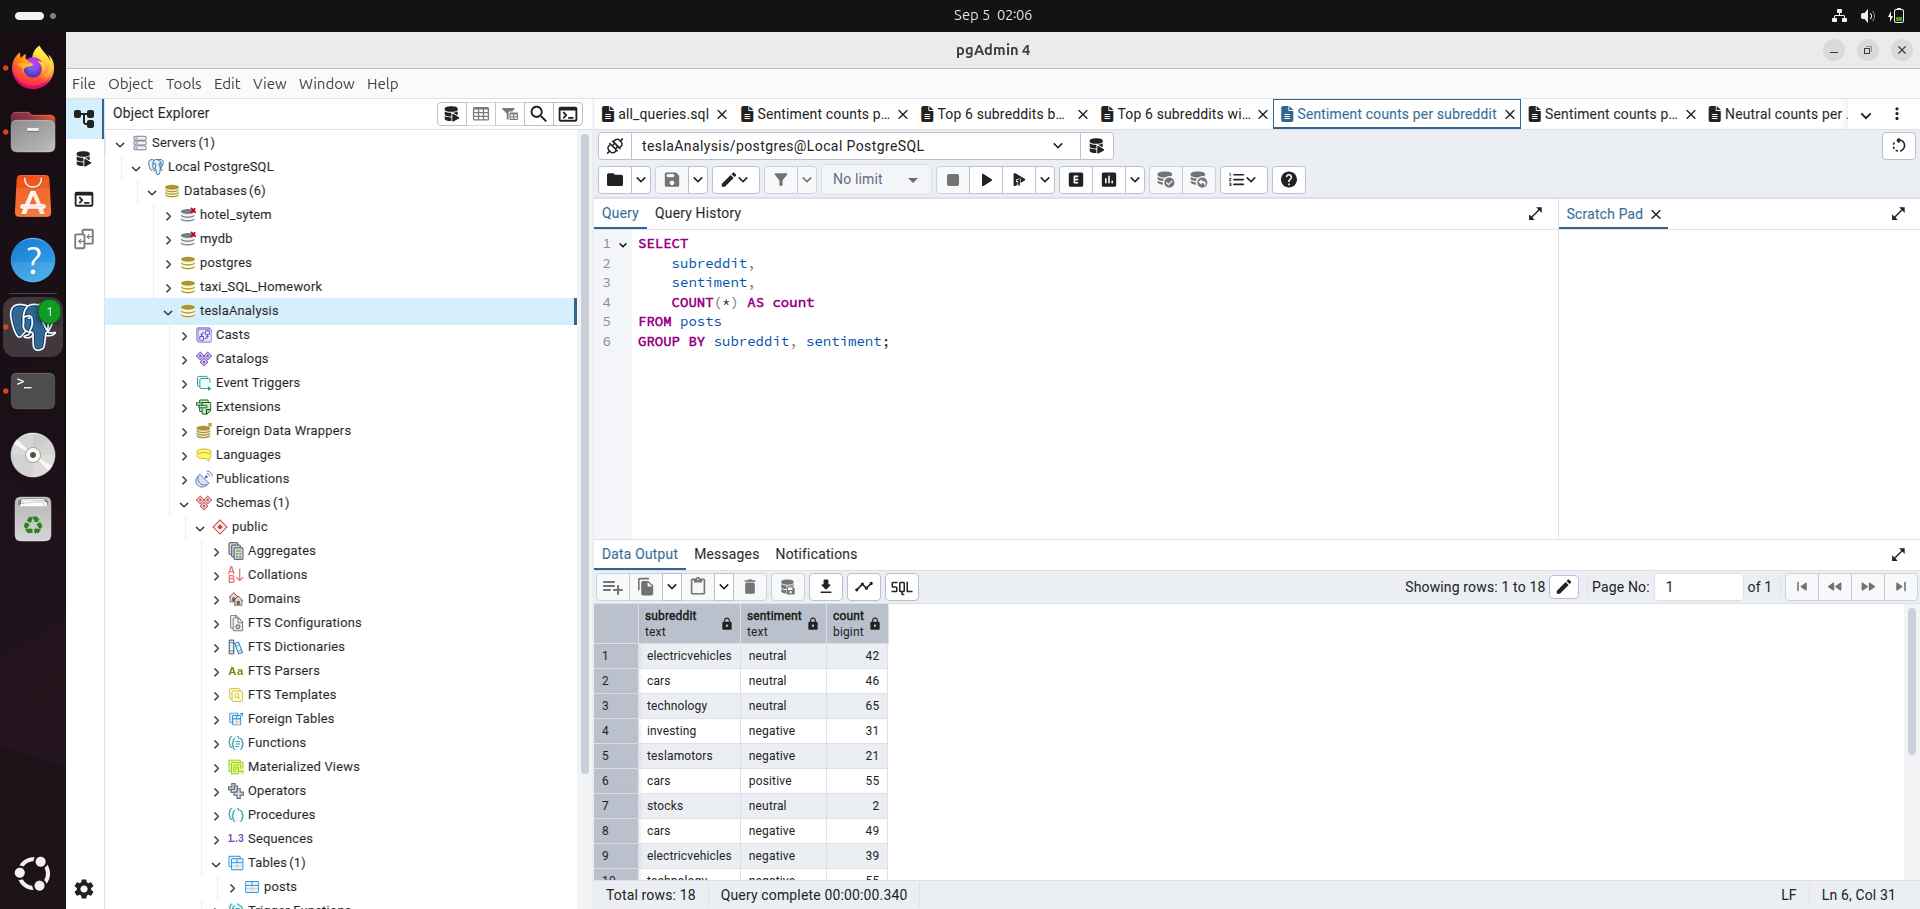 Sep 5 02:06
pgAdmin 4
File Object Tools Edit View Window Help
Object Explorer
Servers (1)
Local PostgreSQL
Databases (6)
hotel_sytem
mydb
postgres
taxi_SQL_Homework
teslaAnalysis
Casts
Catalogs
Event Triggers
Extensions
Foreign Data Wrappers
Languages
Publications
Schemas (1)
public
Aggregates
Collations
Domains
FTS Configurations
FTS Dictionaries
Aa FTS Parsers
FTS Templates
Foreign Tables
Functions
Materialized Views
Operators
Procedures
1..3 Sequences
Tables (1)
posts
1
all_queries.sql Sentiment counts p... Top 6 subreddits b... Top 6 subreddits wi... Sentiment counts per subreddit Sentiment counts p... Neutral counts per
teslaAnalysis/postgres@Local PostgreSQL
No limit E
Query Query History Scratch Pad
1 SELECT
2 subreddit,
3 sentiment,
4 COUNT(*) AS count
5 FROM posts
6 GROUP BY subreddit, sentiment;
Data Output Messages Notifications
SQL Showing rows: 1 to 18 Page No: 1 of 1
subreddit text sentiment text count bigint
1 electricvehicles neutral 42
2 cars neutral 46
3 technology neutral 65
4 investing negative 31
5 teslamotors negative 21
6 cars positive 55
7 stocks neutral 2
8 cars negative 49
9 electricvehicles negative 39
10 technology negative 55
Total rows: 18 Query complete 00:00:00.340 LF Ln 6, Col 31